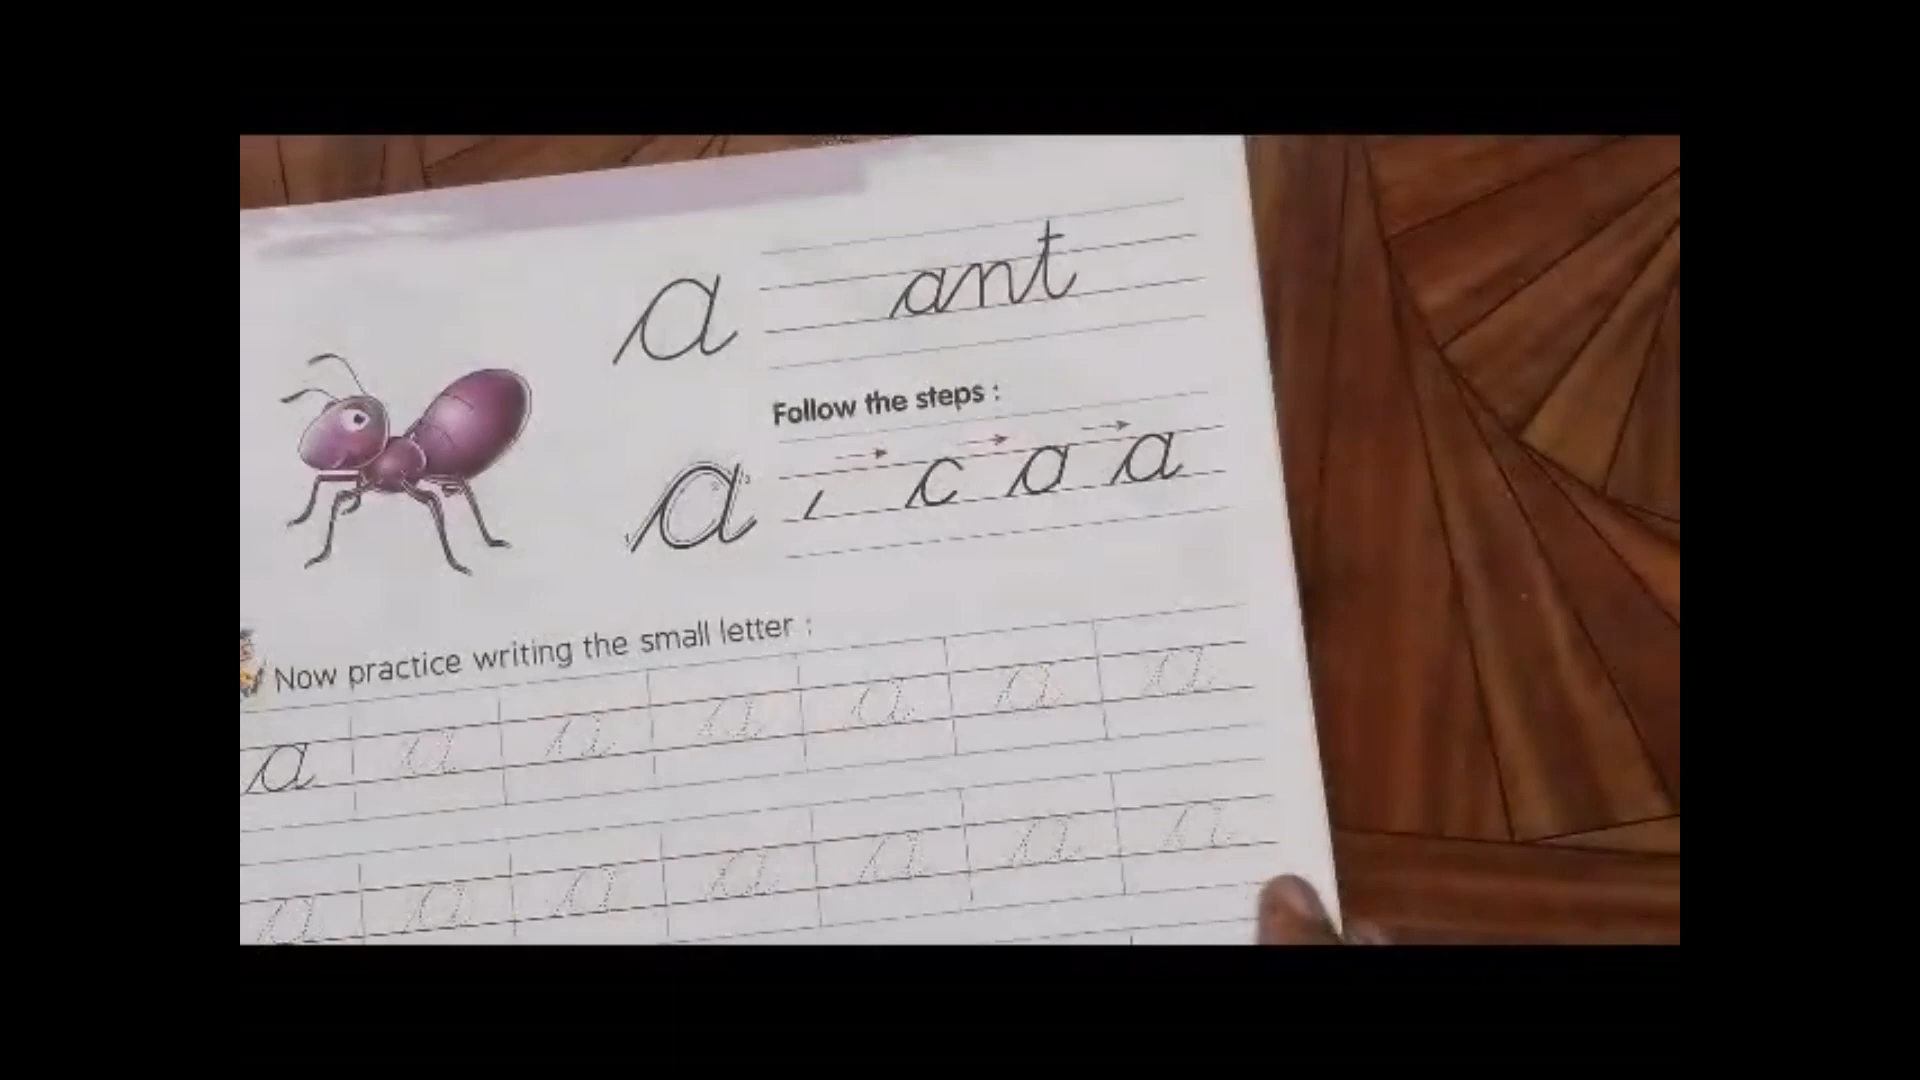 a ant
Follow the steps :
a c a a
Now practice writing the small letter :
a a a a a a a
a a a a a a a